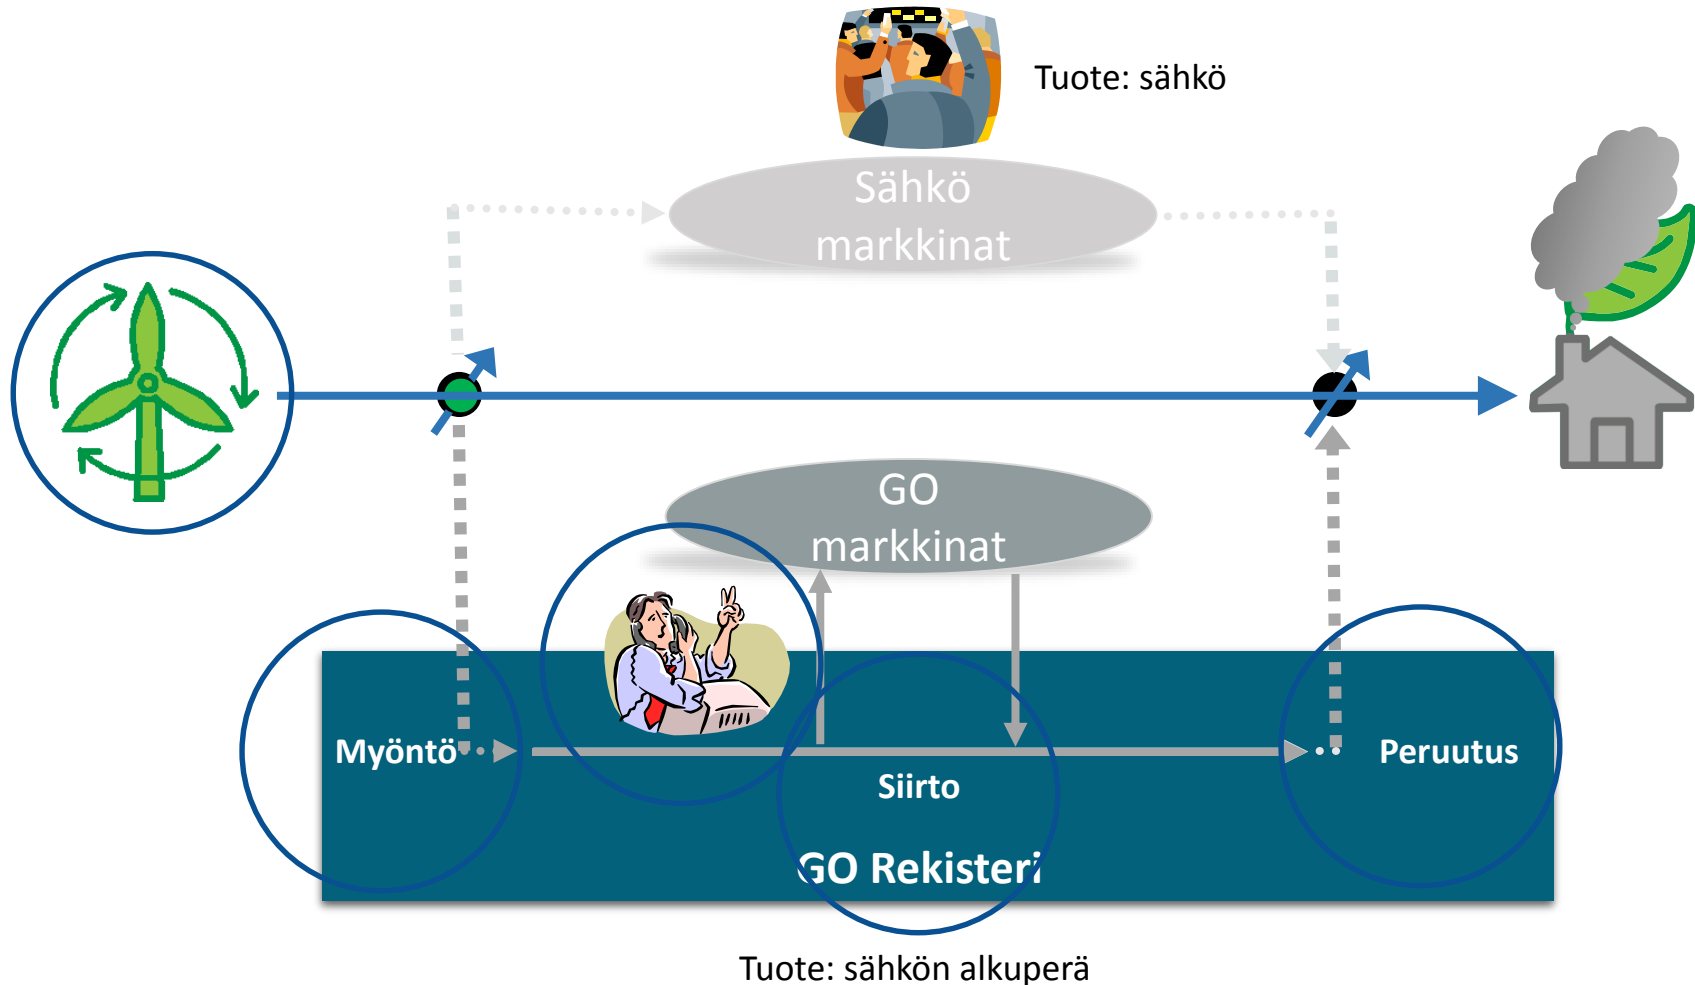 Tuote: sähkö
Sähkö
markkinat
GO
markkinat
Myöntö
Peruutus
Siirto
GO Rekisteri
Tuote: sähkön alkuperä